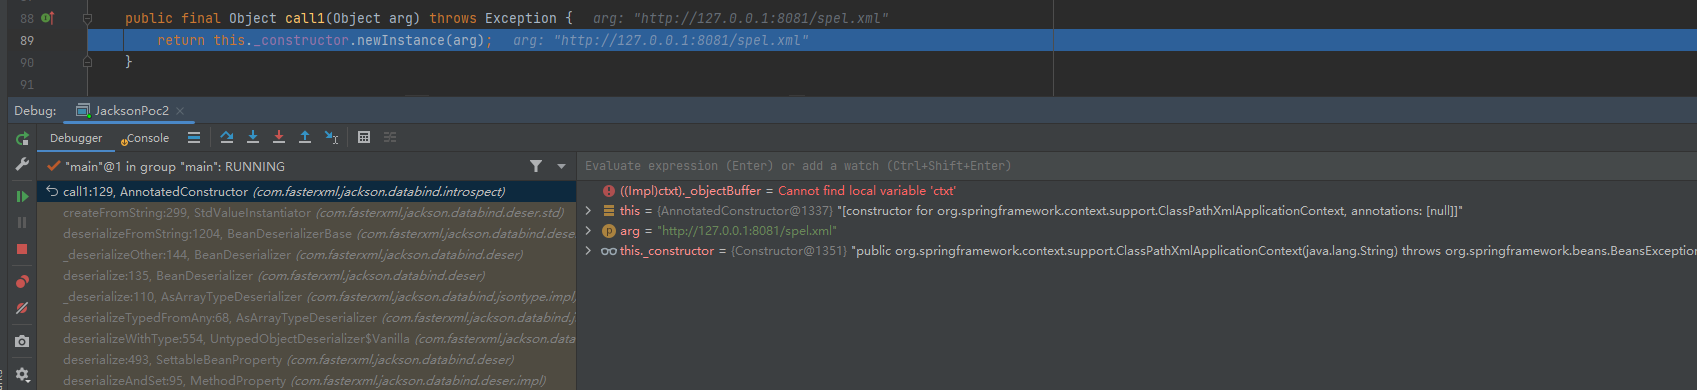 88 public final Object call1(Object arg) throws Exception { arg: "http://127.0.0.1:8081/spel.xml"
89 return this._constructor.newInstance(arg); arg: "http://127.0.0.1:8081/spel.xml"
90 }
91
Debug: JacksonPoc2
Debugger Console
"main"@1 in group "main": RUNNING
Evaluate expression (Enter) or add a watch (Ctrl+Shift+Enter)
call1:129, AnnotatedConstructor (com.fasterxml.jackson.databind.introspect)
((Impl)ctxt)._objectBuffer = Cannot find local variable 'ctxt'
createFromString:299, StdValueInstantiator (com.fasterxml.jackson.databind.deser.std)
this = {AnnotatedConstructor@1337} "[constructor for org.springframework.context.support.ClassPathXmlApplicationContext, annotations: [null]]"
deserializeFromString:1204, BeanDeserializerBase (com.fasterxml.jackson.databind.dese
arg = "http://127.0.0.1:8081/spel.xml"
_deserializeOther:144, BeanDeserializer (com.fasterxml.jackson.databind.deser)
this._constructor = {Constructor@1351} "public org.springframework.context.support.ClassPathXmlApplicationContext(java.lang.String) throws org.springframework.beans.BeansException
deserialize:135, BeanDeserializer (com.fasterxml.jackson.databind.deser)
_deserialize:110, AsArrayTypeDeserializer (com.fasterxml.jackson.databind.jsontype.impl)
deserializeTypedFromAny:68, AsArrayTypeDeserializer (com.fasterxml.jackson.databind.j
deserializeWithType:554, UntypedObjectDeserializer$Vanilla (com.fasterxml.jackson.data
deserialize:493, SettableBeanProperty (com.fasterxml.jackson.databind.deser)
deserializeAndSet:95, MethodProperty (com.fasterxml.jackson.databind.deser.impl)